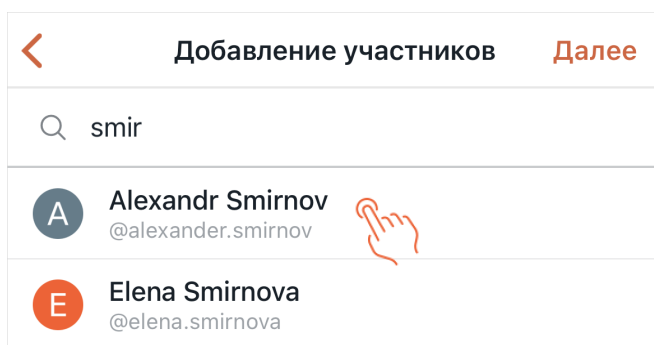 Добавление участников Далее
smir
A Alexandr Smirnov
@alexander.smirnov
E Elena Smirnova
@elena.smirnova